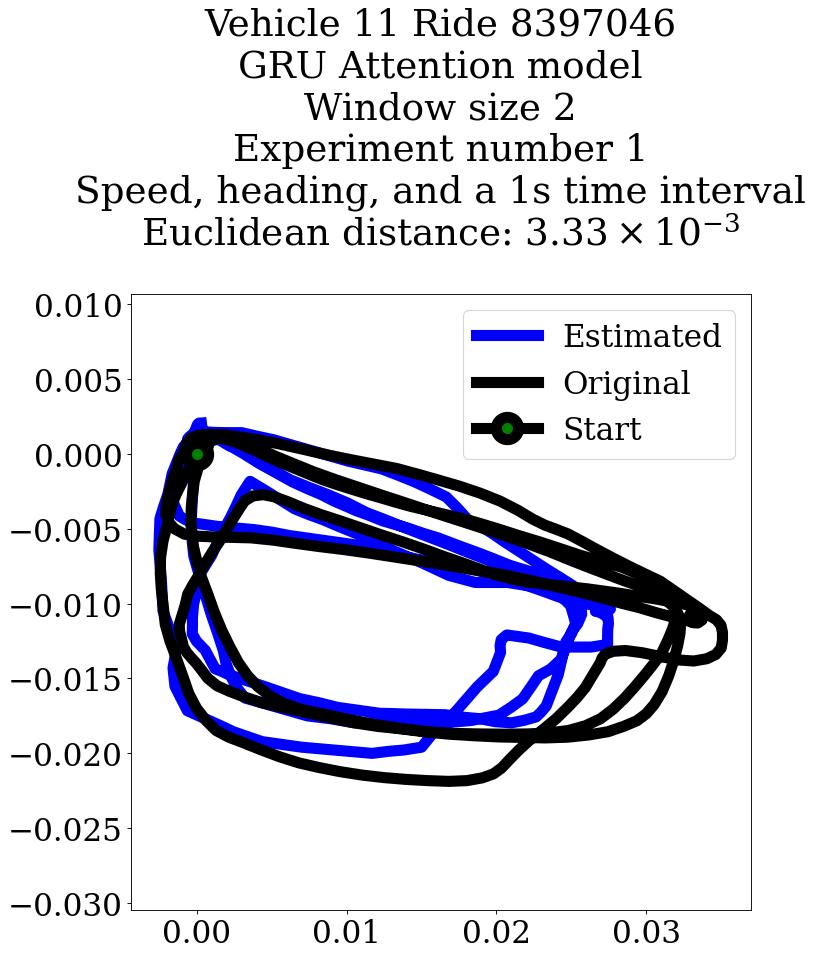 Vehicle 11 Ride 8397046
GRU Attention model
Window size 2
Experiment number 1
Speed, heading, and a 1s time interval
Euclidean distance: 3.33 × 10⁻³
Estimated
Original
Start
0.010
0.005
0.000
−0.005
−0.010
−0.015
−0.020
−0.025
−0.030
0.00
0.01
0.02
0.03